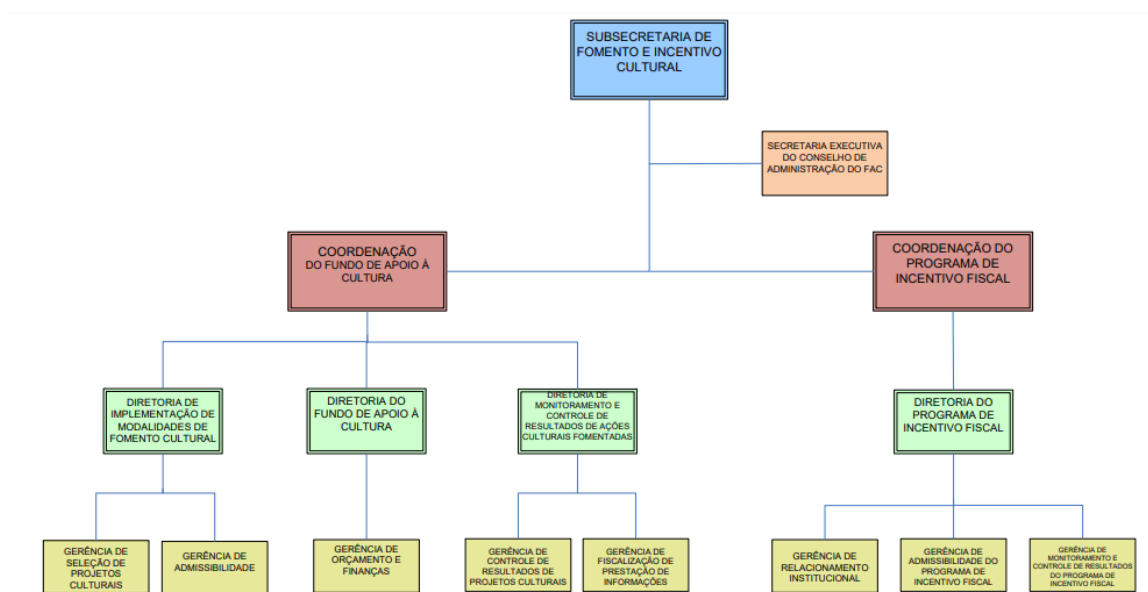 SUBSECRETARIA DE
FOMENTO E INCENTIVO
CULTURAL
SECRETARIA EXECUTIVA
DO CONSELHO DE
ADMINISTRAÇÃO DO FAC
COORDENAÇÃO
DO FUNDO DE APOIO À
CULTURA
COORDENAÇÃO DO
PROGRAMA DE
INCENTIVO FISCAL
DIRETORIA DE
IMPLEMENTAÇÃO DE
MODALIDADES DE
FOMENTO CULTURAL
DIRETORIA DO
FUNDO DE APOIO À
CULTURA
DIRETORIA DE
MONITORAMENTO E
CONTROLE DE
RESULTADOS DE AÇÕES
CULTURAIS FOMENTADAS
DIRETORIA DO
PROGRAMA DE
INCENTIVO FISCAL
GERÊNCIA DE
SELEÇÃO DE
PROJETOS
CULTURAIS
GERÊNCIA DE
ADMISSIBILIDADE
GERÊNCIA DE
ORÇAMENTO E
FINANÇAS
GERÊNCIA DE
CONTROLE DE
RESULTADOS DE
PROJETOS CULTURAIS
GERÊNCIA DE
FISCALIZAÇÃO DE
PRESTAÇÃO DE
INFORMAÇÕES
GERÊNCIA DE
RELACIONAMENTO
INSTITUCIONAL
GERÊNCIA DE
ADMISSIBILIDADE DO
PROGRAMA DE
INCENTIVO FISCAL
GERÊNCIA DE
MONITORAMENTO E
CONTROLE DE RESULTADOS
DO PROGRAMA DE
INCENTIVO FISCAL